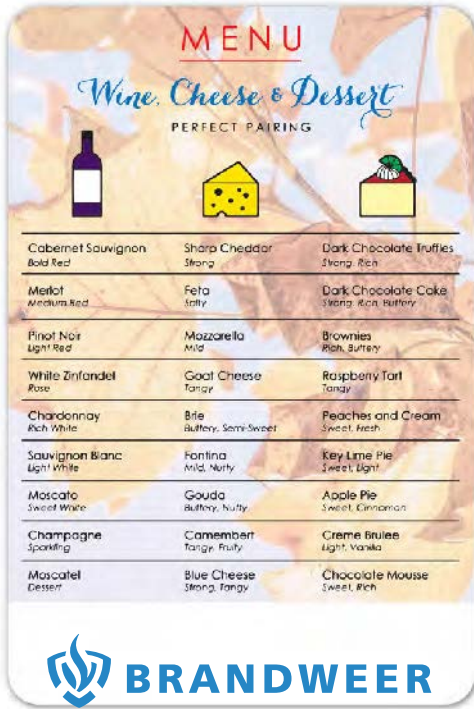 MENU
Wine, Cheese & Dessert
PERFECT PAIRING
Cabernet Sauvignon Sharp Cheddar Dark Chocolate Truffles
Bold Red Strong Strong, Rich
Merlot Feta Dark Chocolate Cake
Medium Red Salty Strong, Rich, Buttery
Pinot Noir Mozzarella Brownies
Light Red Mild Rich, Buttery
White Zinfandel Goat Cheese Raspberry Tart
Rose Tangy Tangy
Chardonnay Brie Peaches and Cream
Rich White Buttery, Semi-Sweet Sweet, Fresh
Sauvignon Blanc Fontina Key Lime Pie
Light White Mild, Nutty Sweet, Light
Moscato Gouda Apple Pie
Sweet White Buttery, Nutty Sweet, Cinnamon
Champagne Camembert Creme Brulee
Sparkling Tangy, Fruity Light, Vanilla
Moscatel Blue Cheese Chocolate Mousse
Dessert Strong, Tangy Sweet, Rich
BRANDWEER